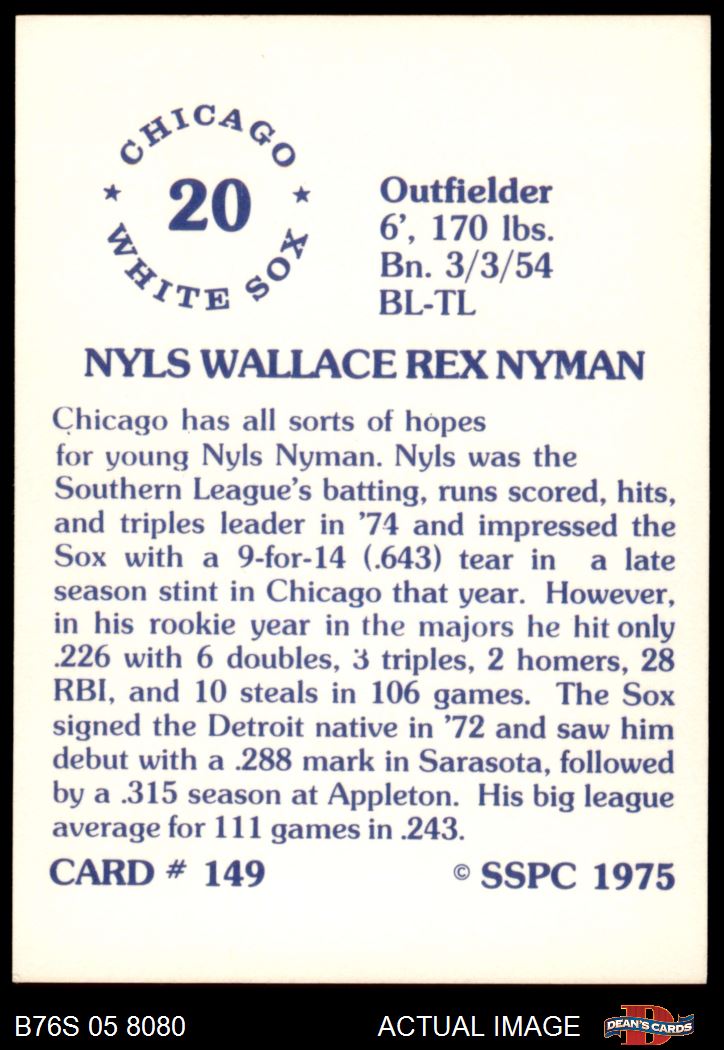 CHICAGO
20
WHITE SOX
Outfielder
6', 170 lbs.
Bn. 3/3/54
BL-TL
NYLS WALLACE REX NYMAN
Chicago has all sorts of hopes
for young Nyls Nyman. Nyls was the
Southern League's batting, runs scored, hits,
and triples leader in '74 and impressed the
Sox with a 9-for-14 (.643) tear in a late
season stint in Chicago that year. However,
in his rookie year in the majors he hit only
.226 with 6 doubles, 3 triples, 2 homers, 28
RBI, and 10 steals in 106 games. The Sox
signed the Detroit native in '72 and saw him
debut with a .288 mark in Sarasota, followed
by a .315 season at Appleton. His big league
average for 111 games in .243.
CARD # 149
© SSPC 1975
B76S 05 8080
ACTUAL IMAGE
D
DEAN'S CARDS